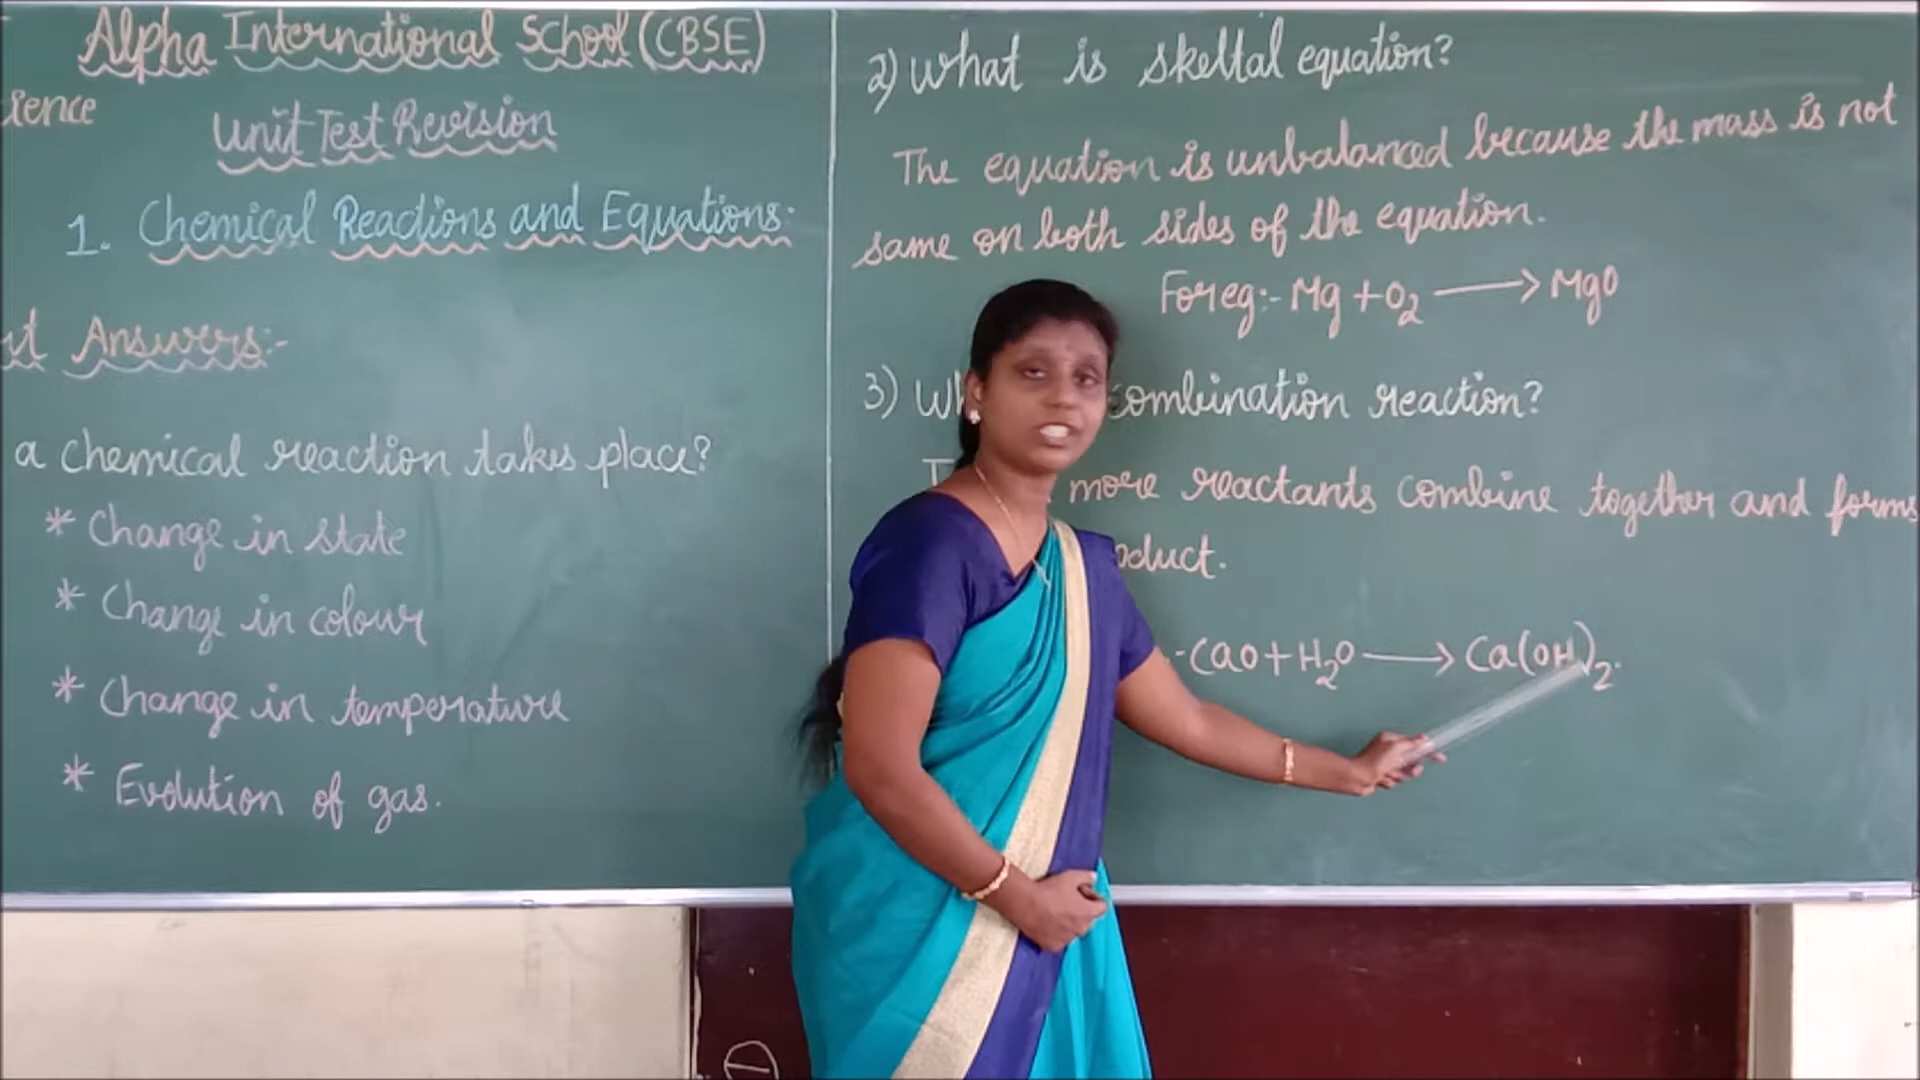 Alpha International School (CBSE)
Unit Test Revision
1. Chemical Reactions and Equations.
Answers:-
a chemical reaction takes place?
* Change in state
* Change in colour
* Change in temperature
* Evolution of gas.
2) What is skeltal equation?
The equation is unbalanced because the mass is not
same on both sides of the equation.
For eg:- Mg + O₂ ⟶ MgO
3) combination reaction?
more reactants combine together and forms
CaO + H₂O ⟶ Ca(OH)₂.